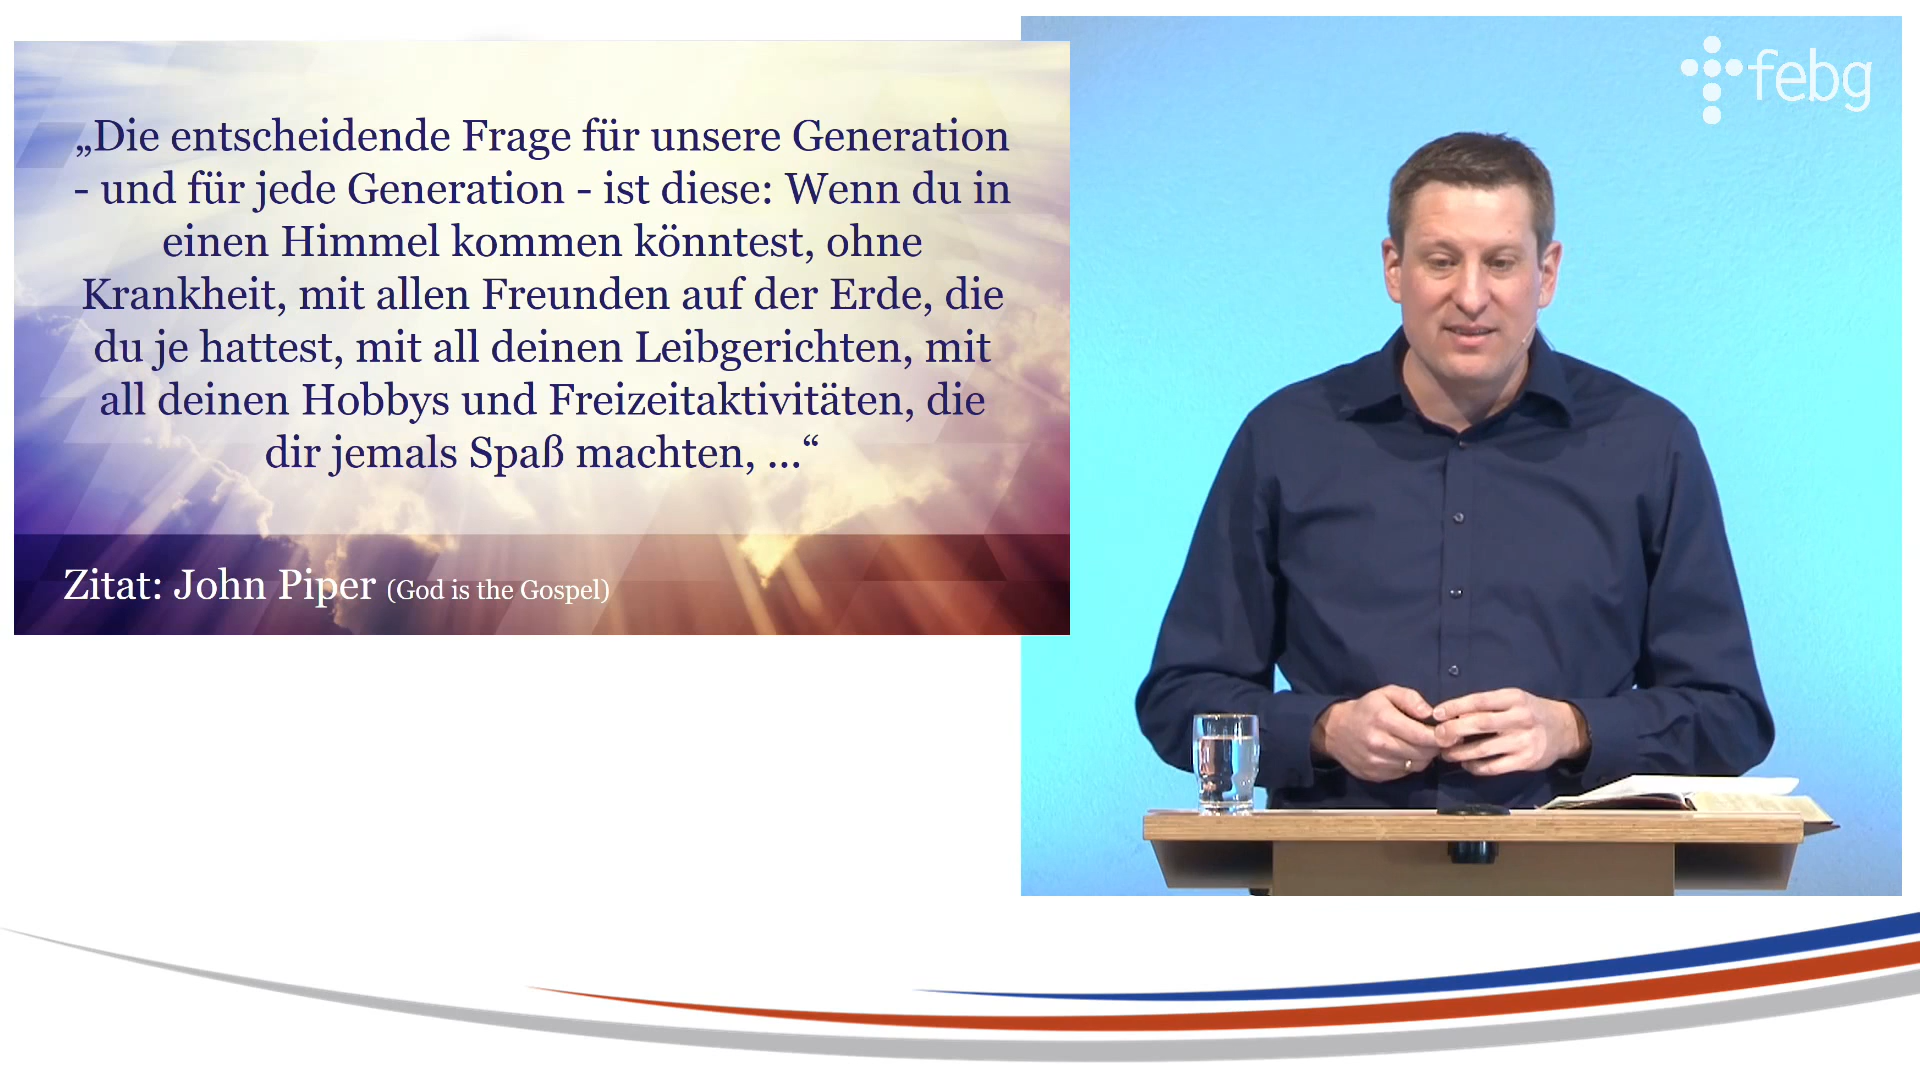 „Die entscheidende Frage für unsere Generation
- und für jede Generation - ist diese: Wenn du in
einen Himmel kommen könntest, ohne
Krankheit, mit allen Freunden auf der Erde, die
du je hattest, mit all deinen Leibgerichten, mit
all deinen Hobbys und Freizeitaktivitäten, die
dir jemals Spaß machten, ...“
Zitat: John Piper (God is the Gospel)
febg